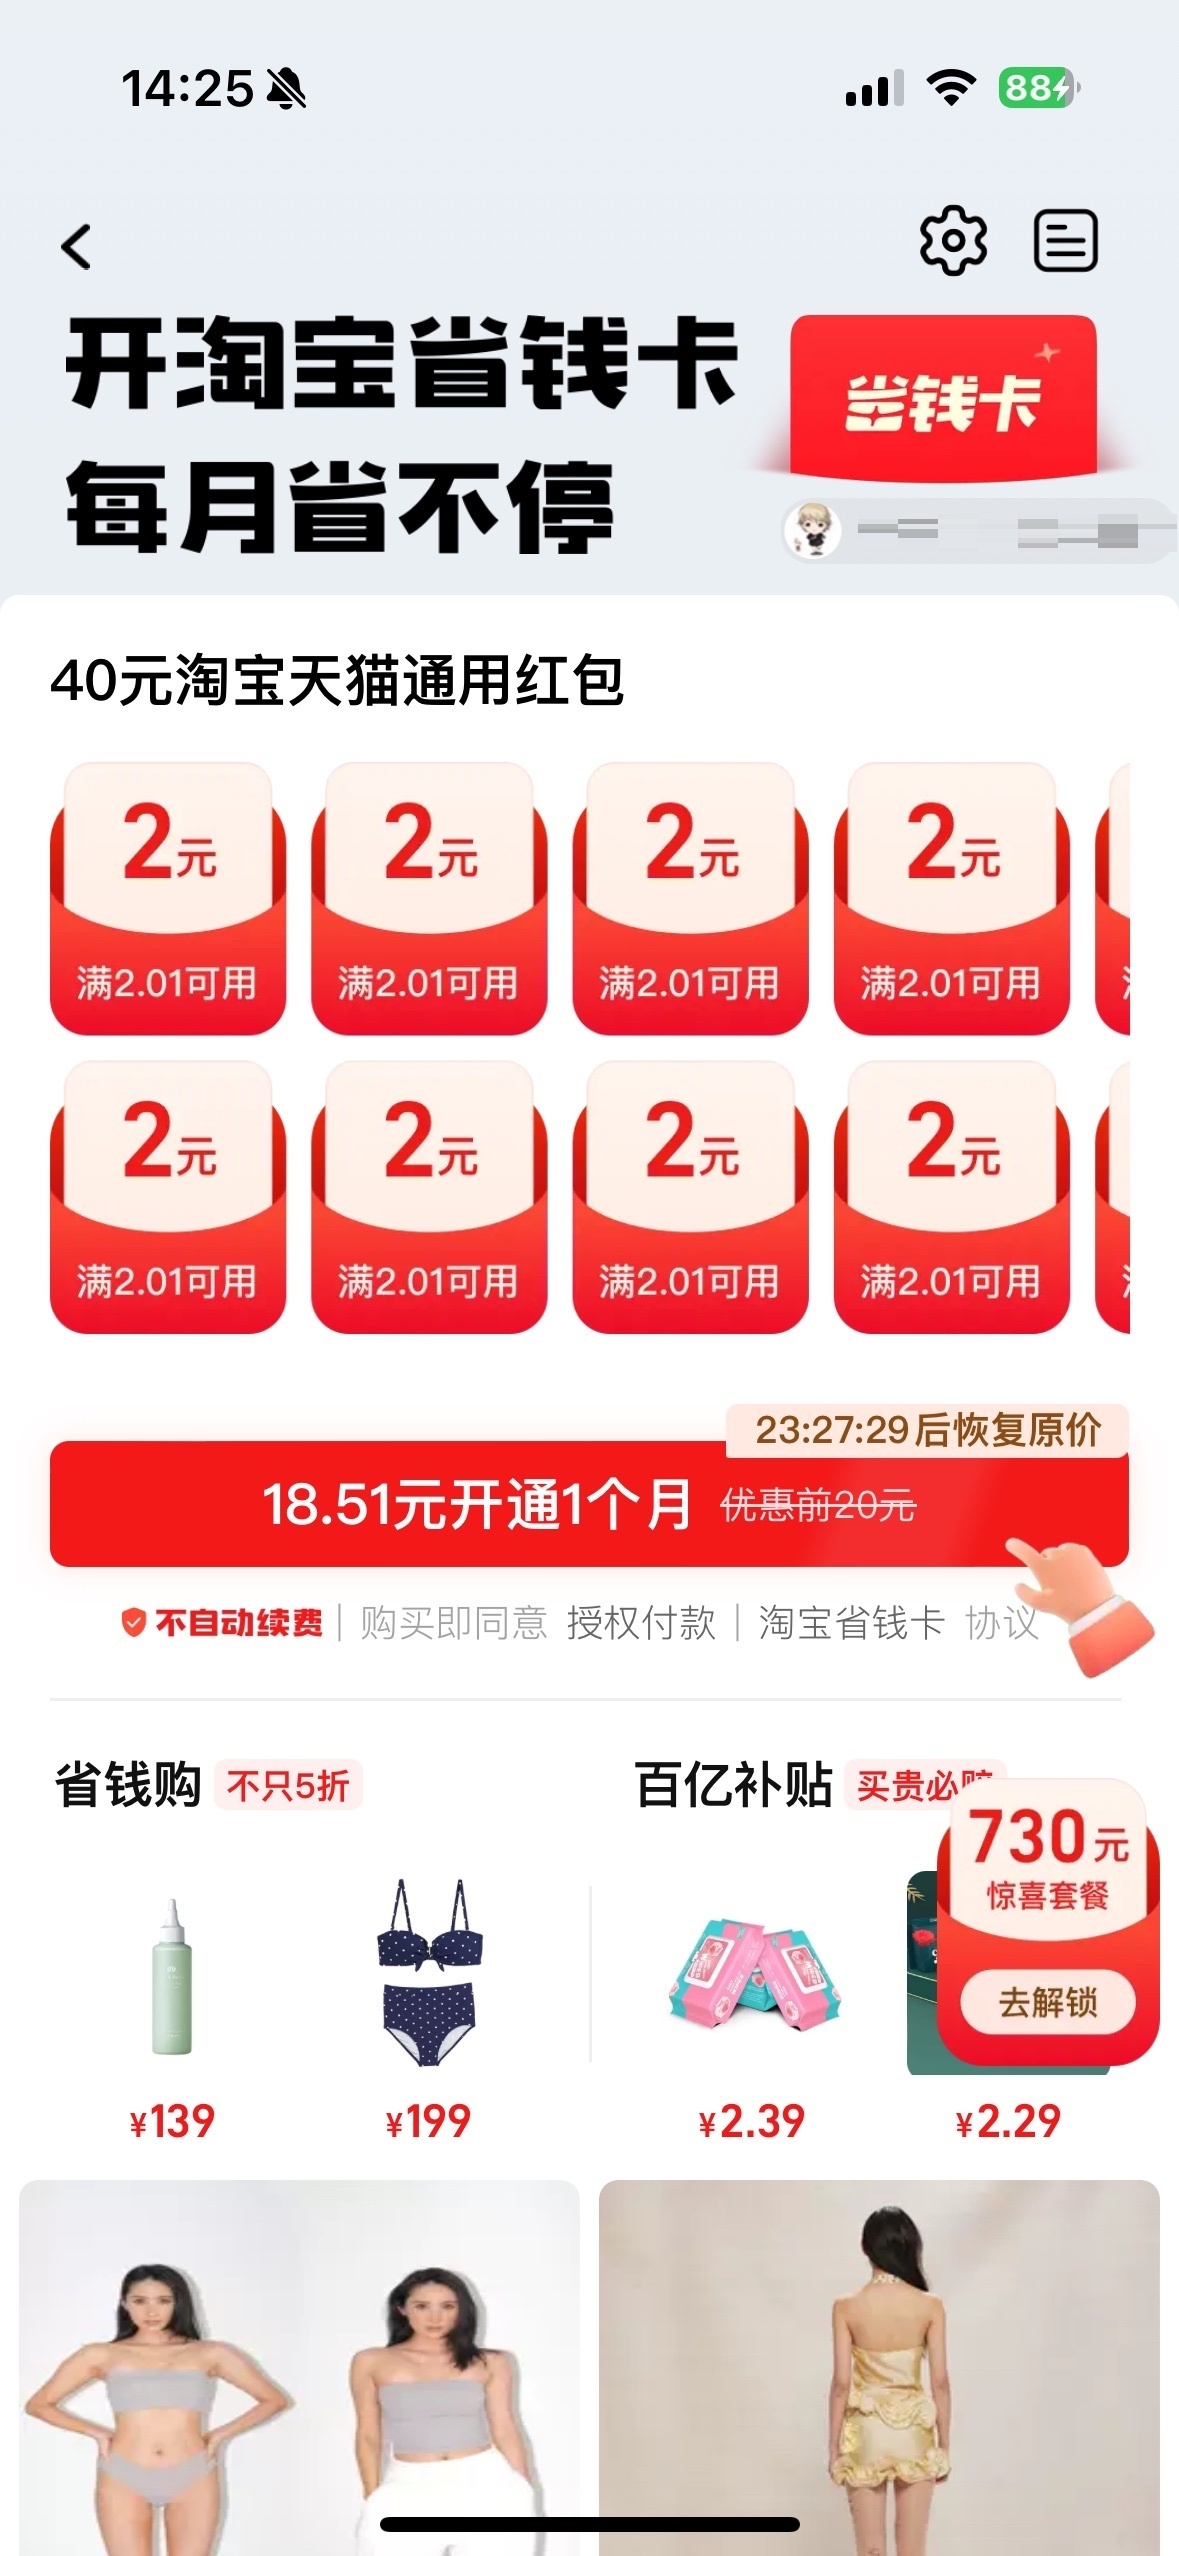 14:25
88
开淘宝省钱卡
每月省不停
省钱卡
40元淘宝天猫通用红包
2元 2元 2元 2元
满2.01可用 满2.01可用 满2.01可用 满2.01可用
2元 2元 2元 2元
满2.01可用 满2.01可用 满2.01可用 满2.01可用
23:27:29后恢复原价
18.51元开通1个月 优惠前20元
不自动续费 | 购买即同意 授权付款 | 淘宝省钱卡 协议
省钱购 不只5折
百亿补贴 买贵必赔
730元
惊喜套餐
去解锁
¥139 ¥199 ¥2.39 ¥2.29